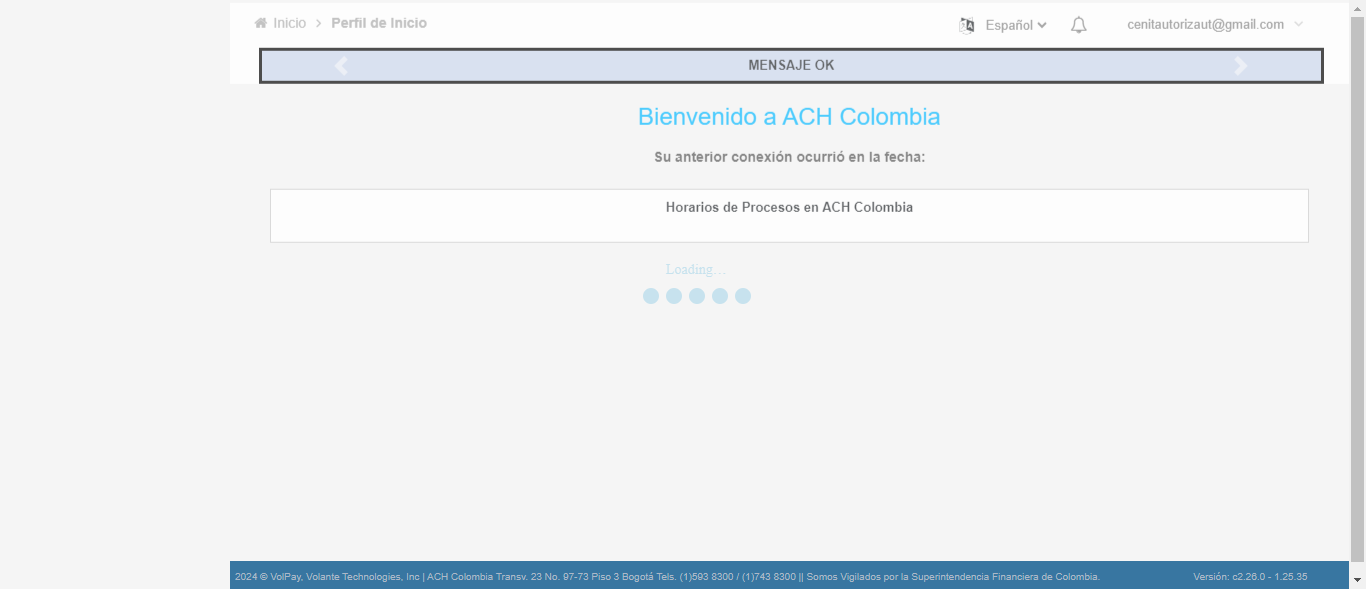 Inicio > Perfil de Inicio
Español
cenitautorizaut@gmail.com
MENSAJE OK
Bienvenido a ACH Colombia
Su anterior conexión ocurrió en la fecha:
Horarios de Procesos en ACH Colombia
Loading...
2024 © VolPay, Volante Technologies, Inc | ACH Colombia Transv. 23 No. 97-73 Piso 3 Bogotá Tels. (1)593 8300 / (1)743 8300 || Somos Vigilados por la Superintendencia Financiera de Colombia.
Versión: c2.26.0 - 1.25.35